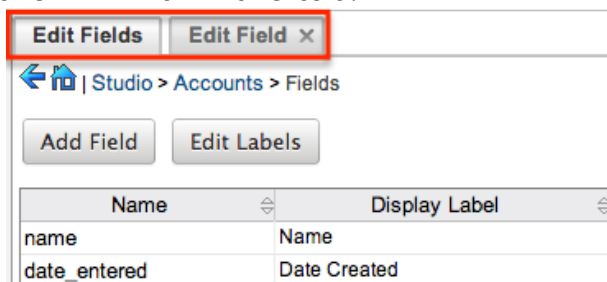 Edit Fields Edit Field ×
| Studio > Accounts > Fields
Add Field Edit Labels
Name Display Label
name Name
date_entered Date Created